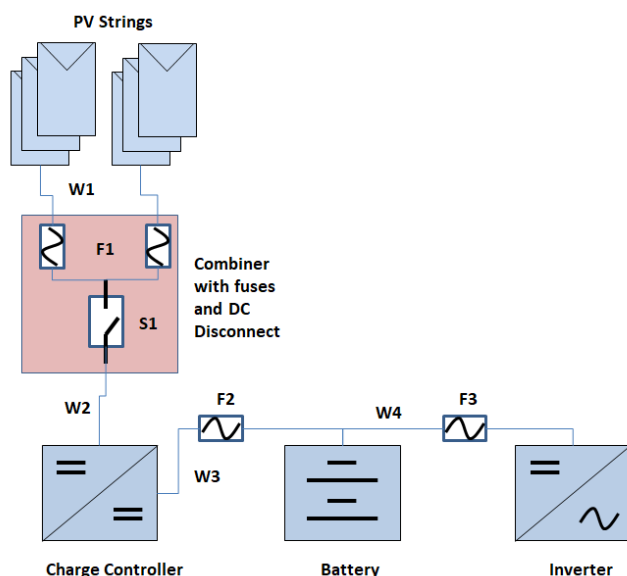 PV Strings
W1
F1
Combiner
with fuses
and DC
Disconnect
S1
W2
F2
W4
F3
W3
Charge Controller
Battery
Inverter